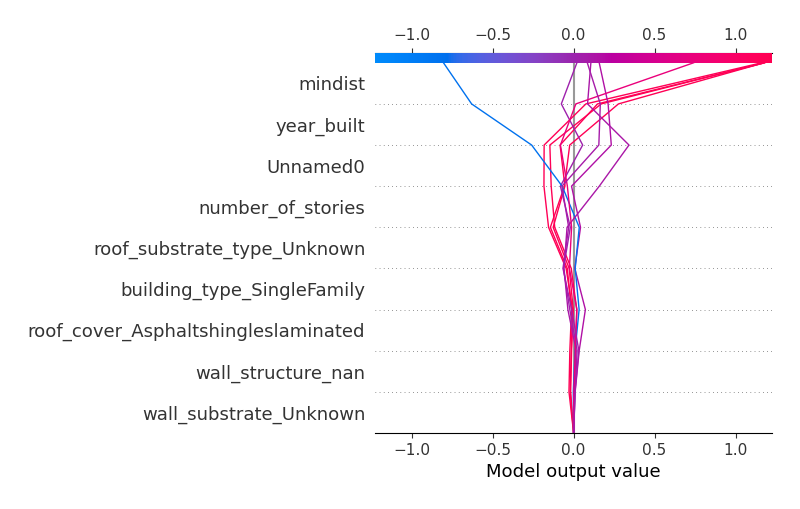 −1.0 −0.5 0.0 0.5 1.0
mindist
year_built
Unnamed0
number_of_stories
roof_substrate_type_Unknown
building_type_SingleFamily
roof_cover_Asphaltshingleslaminated
wall_structure_nan
wall_substrate_Unknown
−1.0 −0.5 0.0 0.5 1.0
Model output value